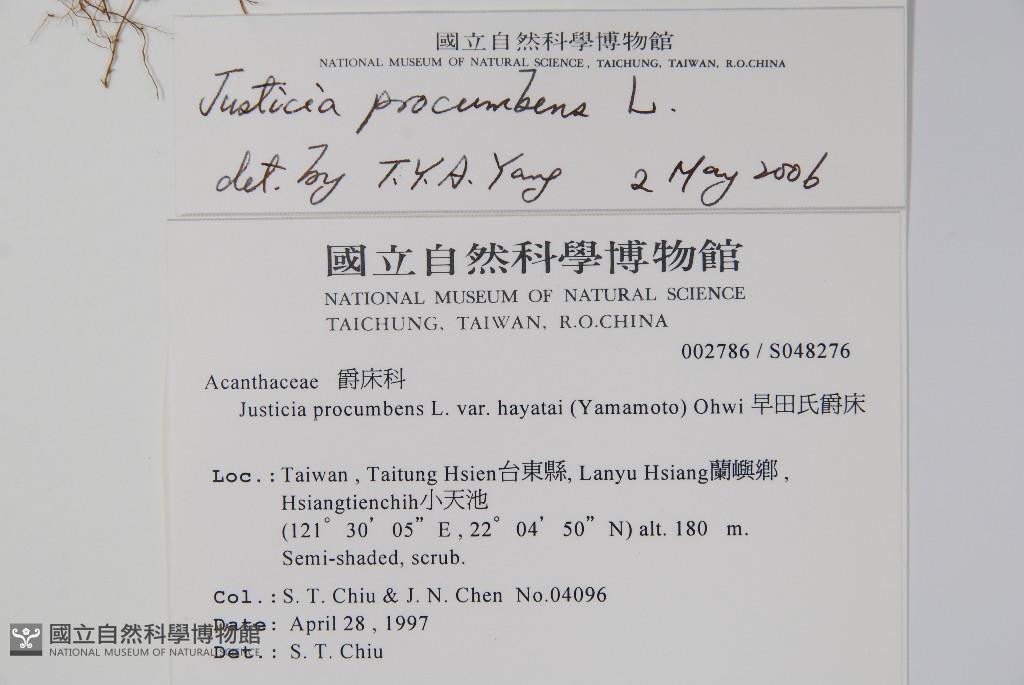 國立自然科學博物館
NATIONAL MUSEUM OF NATURAL SCIENCE, TAICHUNG, TAIWAN, R.O.CHINA
Justicia procumbens L.
det. by T.Y.A. Yang 2 May 2006
國立自然科學博物館
NATIONAL MUSEUM OF NATURAL SCIENCE
TAICHUNG, TAIWAN, R.O.CHINA
002786 / S048276
Acanthaceae 爵床科
Justicia procumbens L. var. hayatai (Yamamoto) Ohwi 早田氏爵床
Loc.: Taiwan , Taitung Hsien台東縣, Lanyu Hsiang蘭嶼鄉 ,
Hsiangtienchih小天池
(121° 30’ 05” E , 22° 04’ 50” N) alt. 180 m.
Semi-shaded, scrub.
Col.: S. T. Chiu & J. N. Chen No.04096
Date: April 28 , 1997
Det.: S. T. Chiu
國立自然科學博物館
NATIONAL MUSEUM OF NATURAL SCIENCE